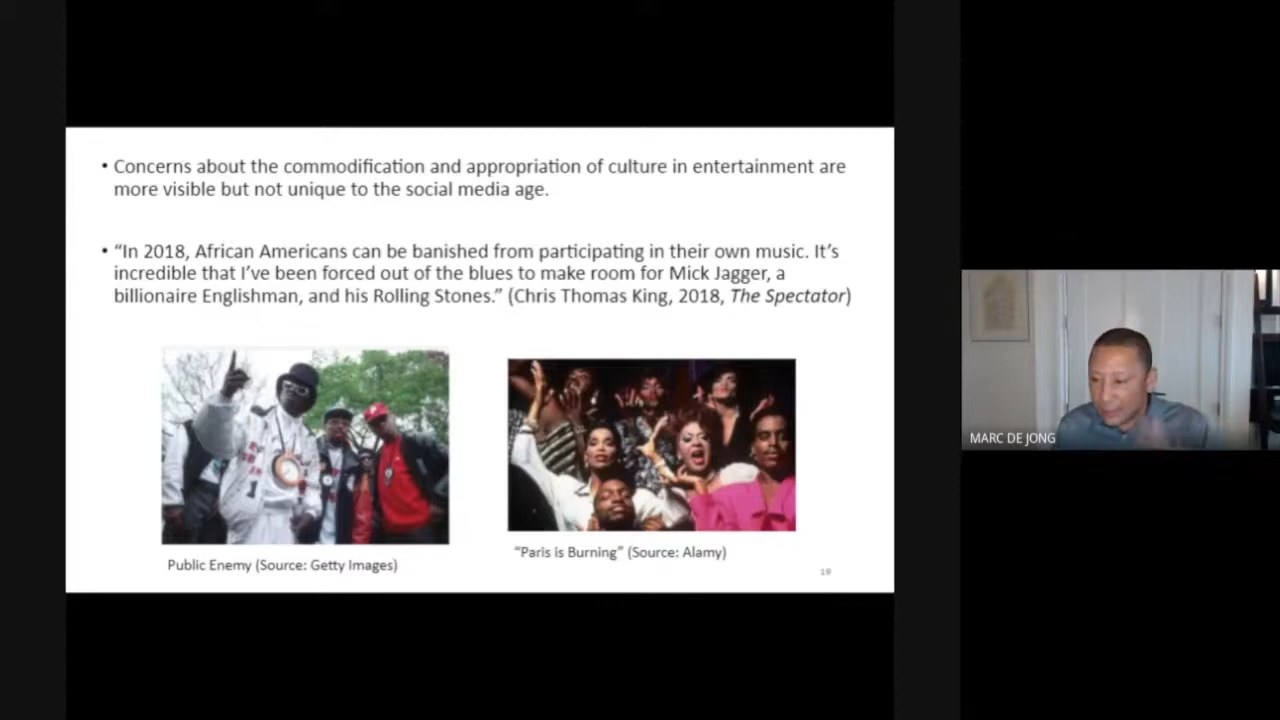 • Concerns about the commodification and appropriation of culture in entertainment are
more visible but not unique to the social media age.
• “In 2018, African Americans can be banished from participating in their own music. It’s
incredible that I’ve been forced out of the blues to make room for Mick Jagger, a
billionaire Englishman, and his Rolling Stones.” (Chris Thomas King, 2018, The Spectator)
Public Enemy (Source: Getty Images)
“Paris is Burning” (Source: Alamy)
19
MARC DE JONG